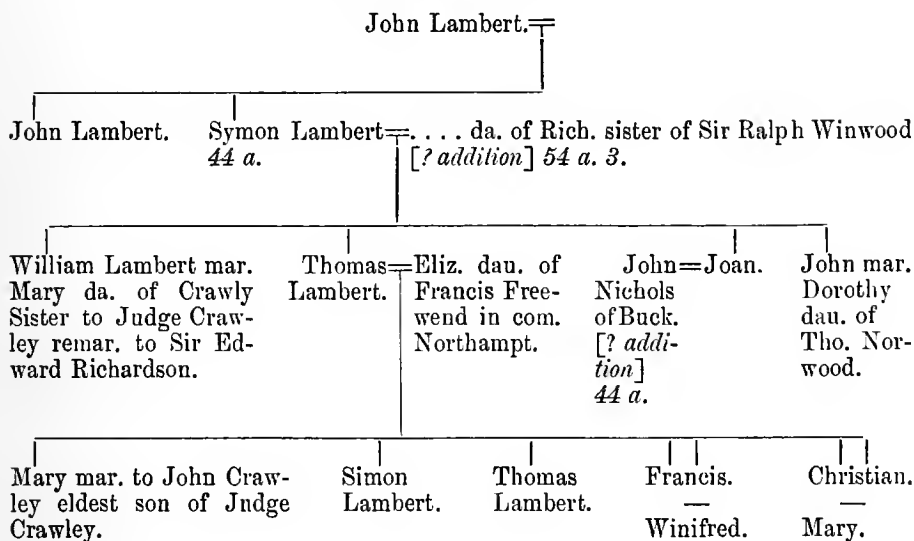 John Lambert.
John Lambert. Symon Lambert=.... da. of Rich. sister of Sir Ralph Winwood
44 a. [? addition] 54 a. 3.
William Lambert mar.
Mary da. of Crawly
Sister to Judge Craw-
ley remar. to Sir Ed-
ward Richardson.
Thomas=Eliz. dau. of
Lambert. Francis Free-
wend in com.
Northampt.
John=Joan.
Nichols
of Buck.
[? addi-
tion]
44 a.
John mar.
Dorothy
dau. of
Tho. Nor-
wood.
Mary mar. to John Craw-
ley eldest son of Judge
Crawley.
Simon
Lambert.
Thomas
Lambert.
Francis.
—
Winifred.
Christian.
—
Mary.